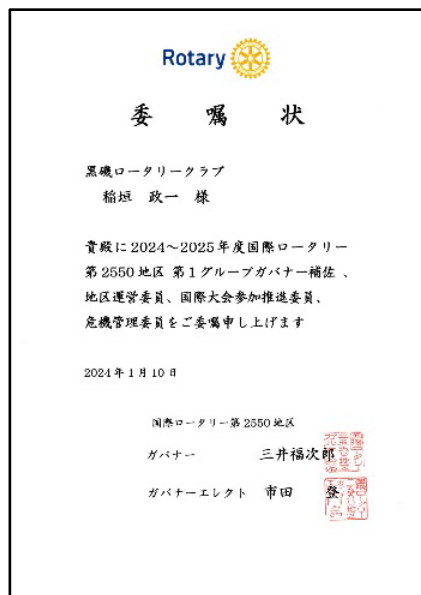 Rotary
委嘱状
黒磯ロータリークラブ
稲垣 政一 様
貴殿に2024～2025年度国際ロータリー
第2550地区 第1グループガバナー補佐 、
地区運営委員、国際大会参加推進委員、
危機管理委員をご委嘱申し上げます
2024年1月10日
国際ロータリー第2550地区
ガバナー 三井福次郎
ガバナーエレクト 市田 登